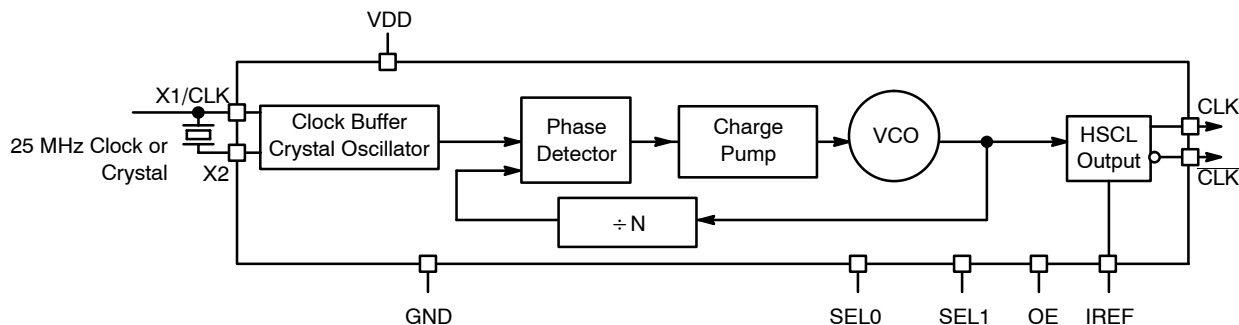 VDD
X1/CLK
25 MHz Clock or
Crystal
X2
Clock Buffer
Crystal Oscillator
Phase
Detector
Charge
Pump
VCO
HSCL
Output
CLK
CLK
÷ N
GND
SEL0
SEL1
OE
IREF